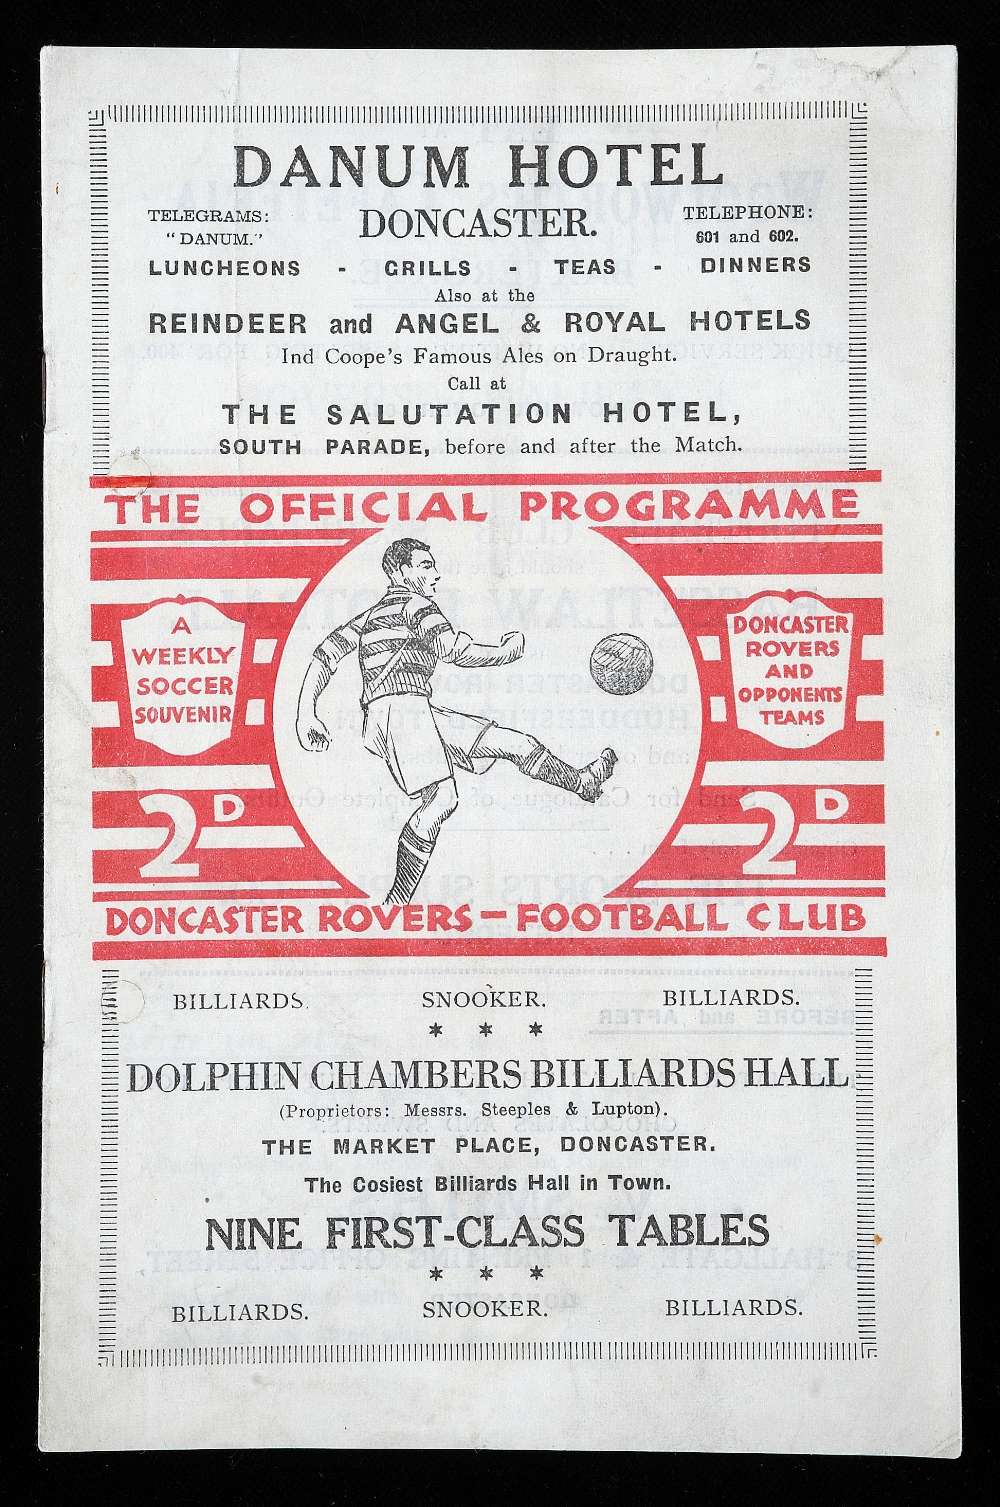 DANUM HOTEL
TELEGRAMS: DONCASTER. TELEPHONE:
"DANUM." 601 and 602.
LUNCHEONS - GRILLS - TEAS - DINNERS
Also at the
REINDEER and ANGEL & ROYAL HOTELS
Ind Coope's Famous Ales on Draught.
Call at
THE SALUTATION HOTEL,
SOUTH PARADE, before and after the Match.
THE OFFICIAL PROGRAMME
A
WEEKLY
SOCCER
SOUVENIR
DONCASTER
ROVERS
AND
OPPONENTS
TEAMS
2D
2D
DONCASTER ROVERS - FOOTBALL CLUB
BILLIARDS. SNOOKER. BILLIARDS.
* * *
DOLPHIN CHAMBERS BILLIARDS HALL
(Proprietors: Messrs. Steeples & Lupton).
THE MARKET PLACE, DONCASTER.
The Cosiest Billiards Hall in Town.
NINE FIRST-CLASS TABLES
* * *
BILLIARDS. SNOOKER. BILLIARDS.